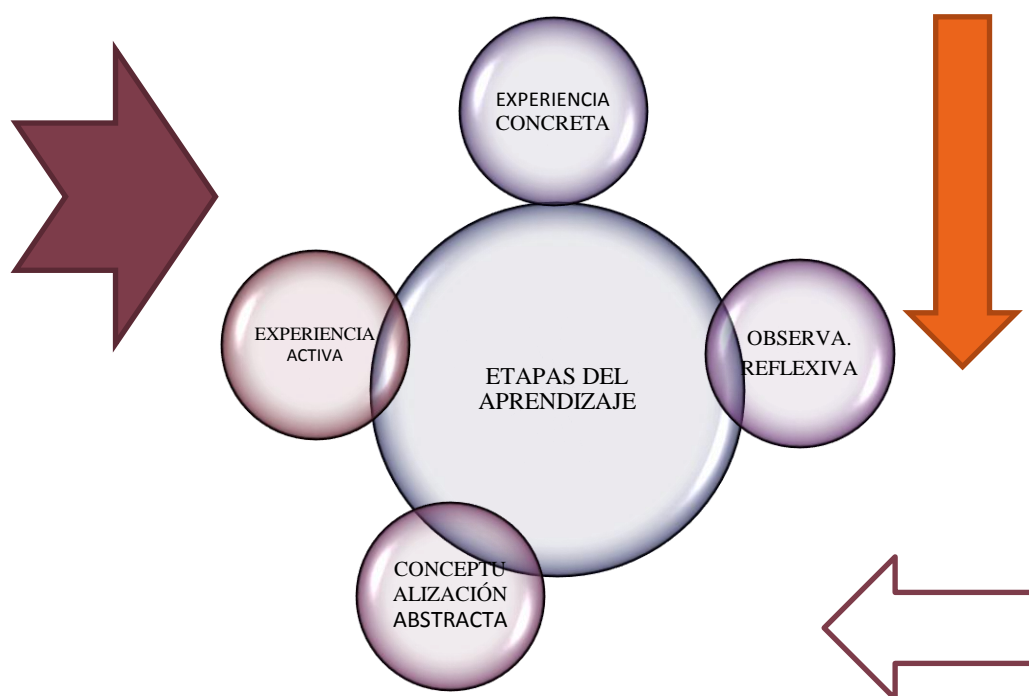 EXPERIENCIA
CONCRETA
EXPERIENCIA
ACTIVA
ETAPAS DEL
APRENDIZAJE
OBSERVA.
REFLEXIVA
CONCEPTU
ALIZACIÓN
ABSTRACTA